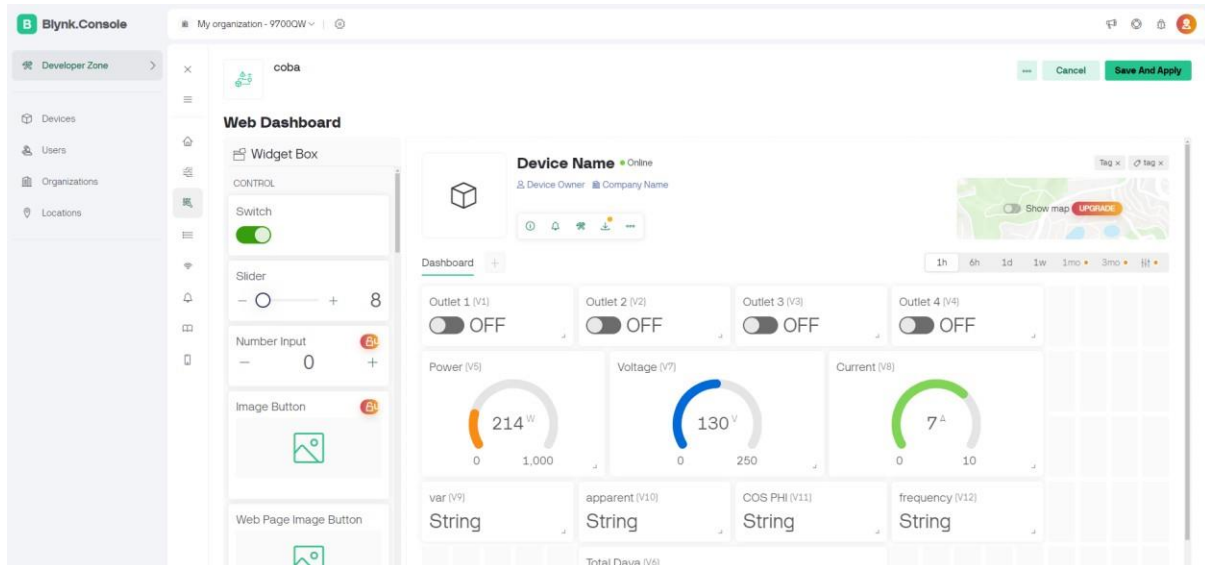 B Blynk.Console
My organization - 9700QW
Developer Zone
Devices
Users
Organizations
Locations
coba
Cancel
Save And Apply
Web Dashboard
Widget Box
CONTROL
Switch
Slider
8
Number Input
0
Image Button
Web Page Image Button
Device Name Online
Device Owner Company Name
Tag × tag ×
Show map UPGRADE
Dashboard
1h 6h 1d 1w 1mo 3mo
Outlet 1 (V1)
OFF
Outlet 2 (V2)
OFF
Outlet 3 (V3)
OFF
Outlet 4 (V4)
OFF
Power (V5)
214 W
0 1,000
Voltage (V7)
130 V
0 250
Current (V8)
7 A
0 10
var (V9)
String
apparent (V10)
String
COS PHI (V11)
String
frequency (V12)
String
Total Daya (V6)